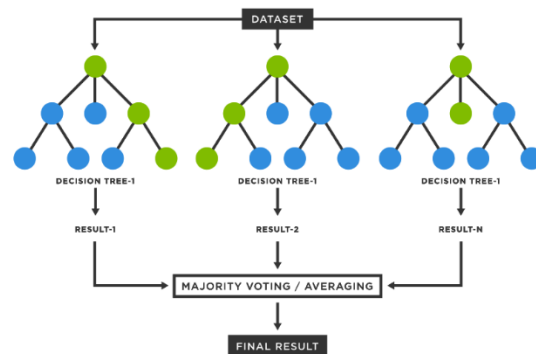 DATASET
DECISION TREE-1
DECISION TREE-1
DECISION TREE-1
RESULT-1
RESULT-2
RESULT-N
MAJORITY VOTING / AVERAGING
FINAL RESULT